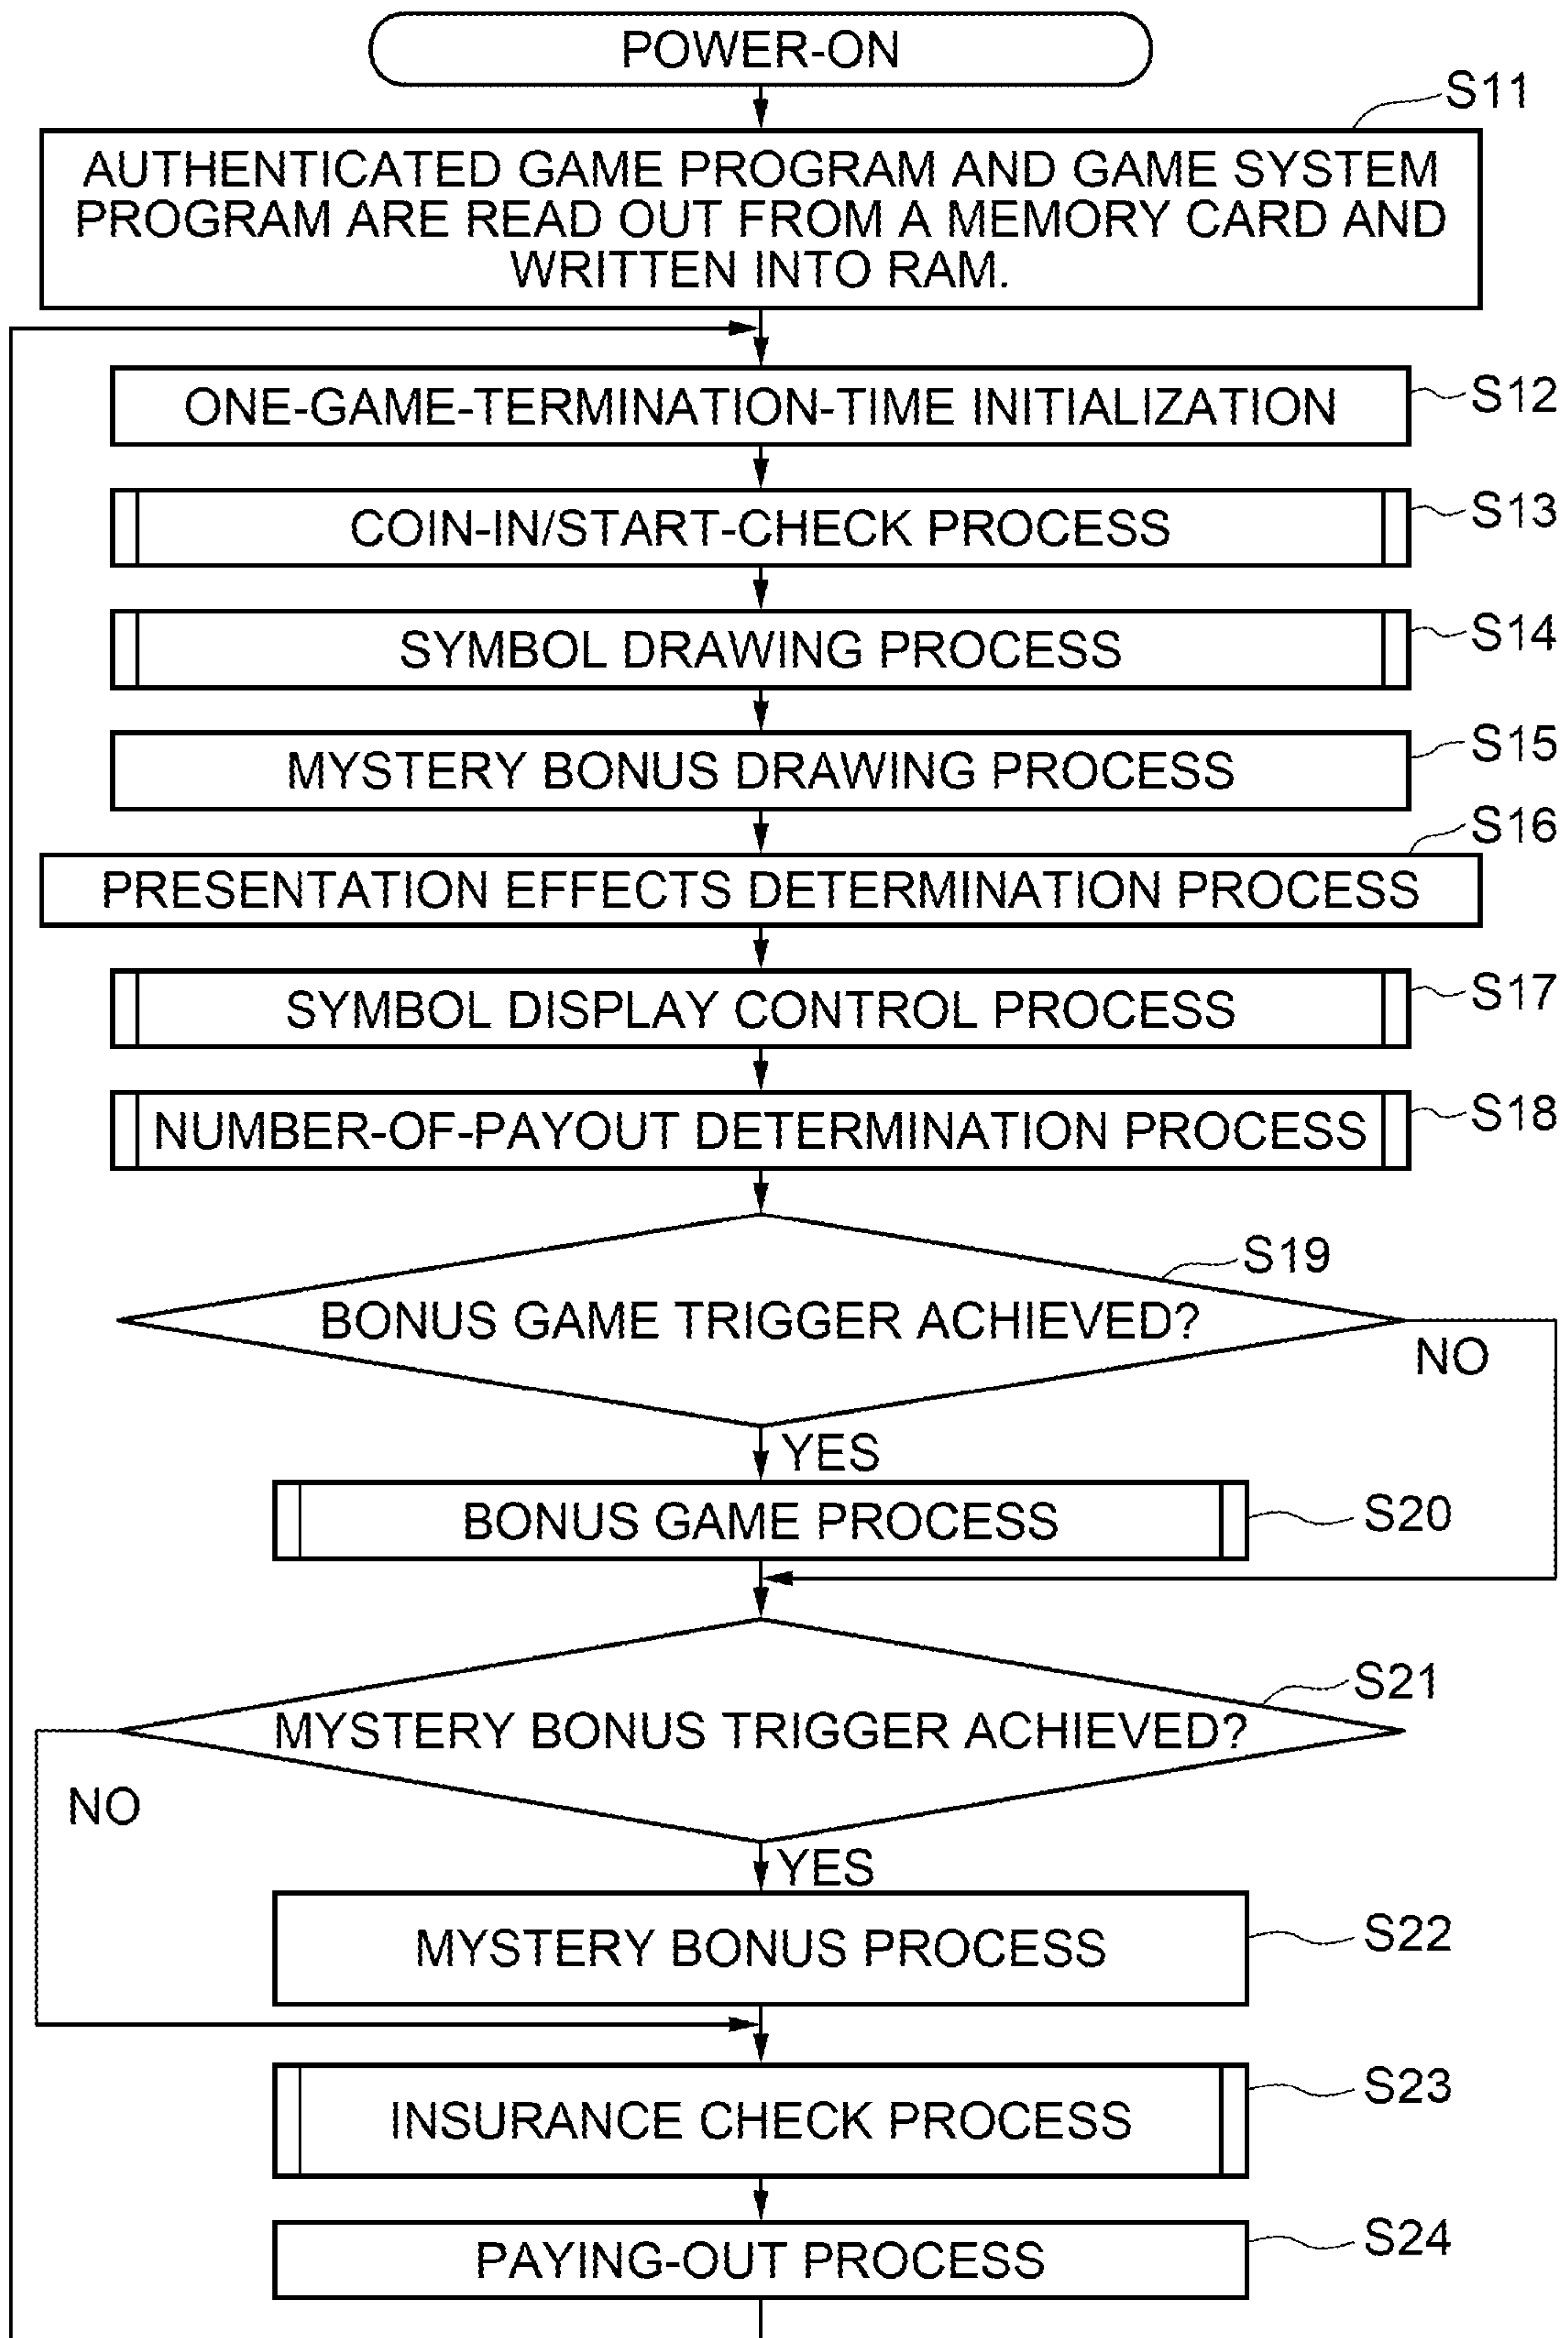 POWER-ON
S11
AUTHENTICATED GAME PROGRAM AND GAME SYSTEM
PROGRAM ARE READ OUT FROM A MEMORY CARD AND
WRITTEN INTO RAM.
ONE-GAME-TERMINATION-TIME INITIALIZATION
S12
COIN-IN/START-CHECK PROCESS
S13
SYMBOL DRAWING PROCESS
S14
MYSTERY BONUS DRAWING PROCESS
S15
S16
PRESENTATION EFFECTS DETERMINATION PROCESS
SYMBOL DISPLAY CONTROL PROCESS
S17
NUMBER-OF-PAYOUT DETERMINATION PROCESS
S18
S19
BONUS GAME TRIGGER ACHIEVED?
NO
YES
BONUS GAME PROCESS
S20
S21
MYSTERY BONUS TRIGGER ACHIEVED?
NO
YES
MYSTERY BONUS PROCESS
S22
INSURANCE CHECK PROCESS
S23
PAYING-OUT PROCESS
S24